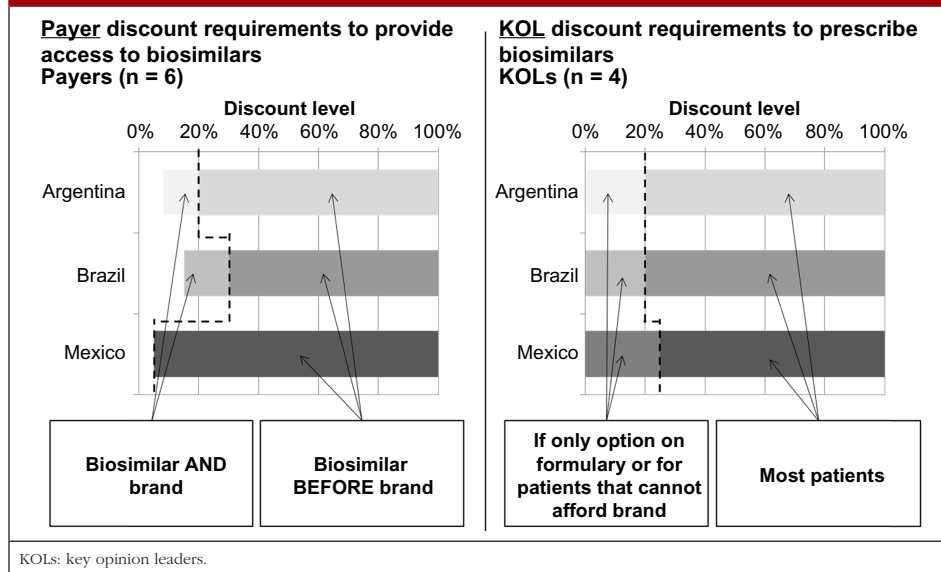 Payer discount requirements to provide
access to biosimilars
Payers (n = 6)
Discount level
0% 20% 40% 60% 80% 100%
Argentina
Brazil
Mexico
Biosimilar AND
brand
Biosimilar
BEFORE brand
KOL discount requirements to prescribe
biosimilars
KOLs (n = 4)
Discount level
0% 20% 40% 60% 80% 100%
Argentina
Brazil
Mexico
If only option on
formulary or for
patients that cannot
afford brand
Most patients
KOLs: key opinion leaders.